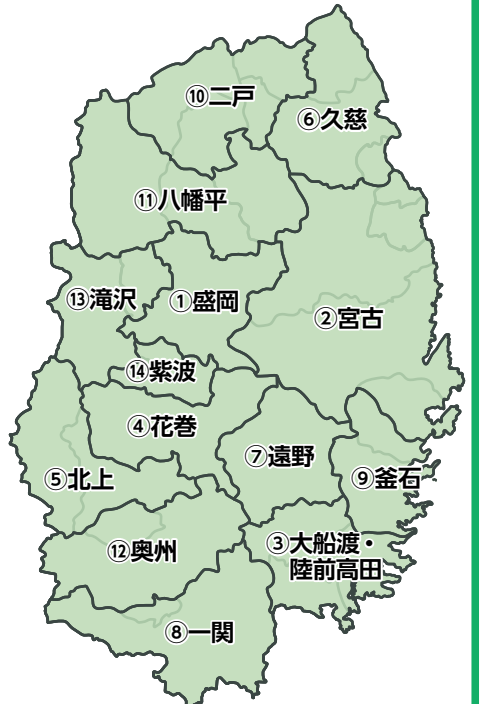 ⑩二戸
⑥久慈
⑪八幡平
⑬滝沢
①盛岡
②宮古
⑭紫波
④花巻
⑦遠野
⑤北上
⑨釜石
⑫奥州
③大船渡・
陸前高田
⑧一関